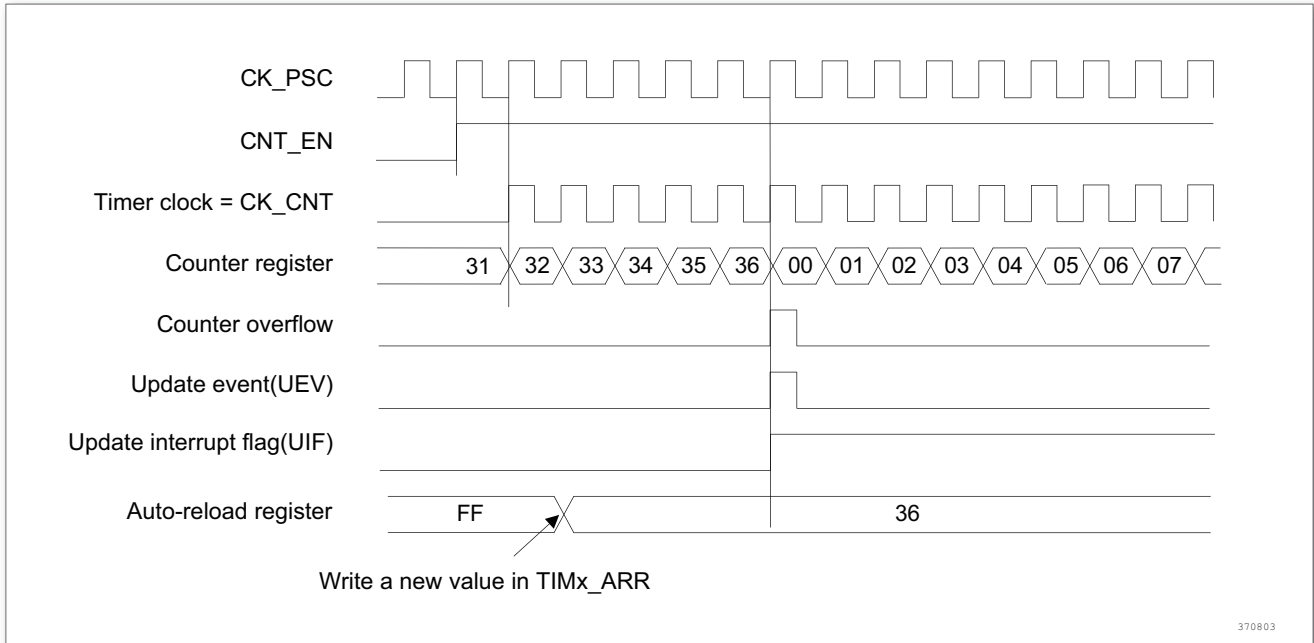 CK_PSC
CNT_EN
Timer clock = CK_CNT
Counter register 31 32 33 34 35 36 00 01 02 03 04 05 06 07
Counter overflow
Update event(UEV)
Update interrupt flag(UIF)
Auto-reload register FF 36
Write a new value in TIMx_ARR
370803